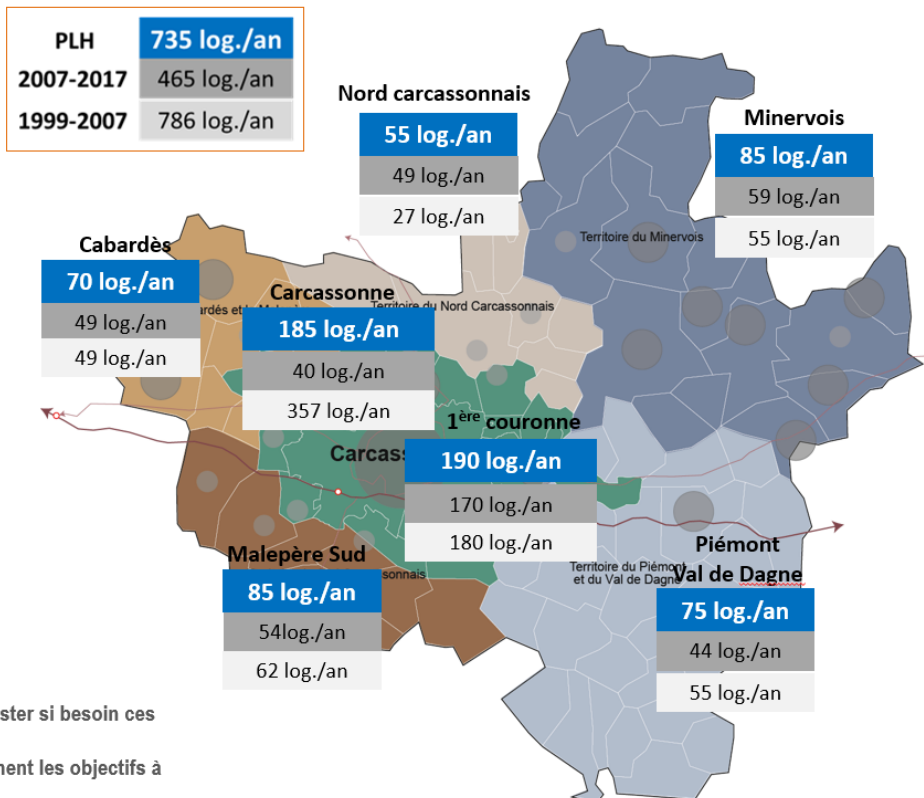 PLH 735 log./an
2007-2017 465 log./an
1999-2007 786 log./an
Nord carcassonnais
55 log./an
49 log./an
27 log./an
Minervois
85 log./an
59 log./an
55 log./an
Territoire du Minervois
Cabardès
70 log./an
49 log./an
49 log./an
Carcassonne
Territoire du Nord Carcassonnais
185 log./an
40 log./an
357 log./an
1ère couronne
190 log./an
170 log./an
180 log./an
Malepère Sud
85 log./an
54log./an
62 log./an
Territoire du Piémont
et du Val de Dagne
Piémont
Val de Dagne
75 log./an
44 log./an
55 log./an
si besoin ces
les objectifs à